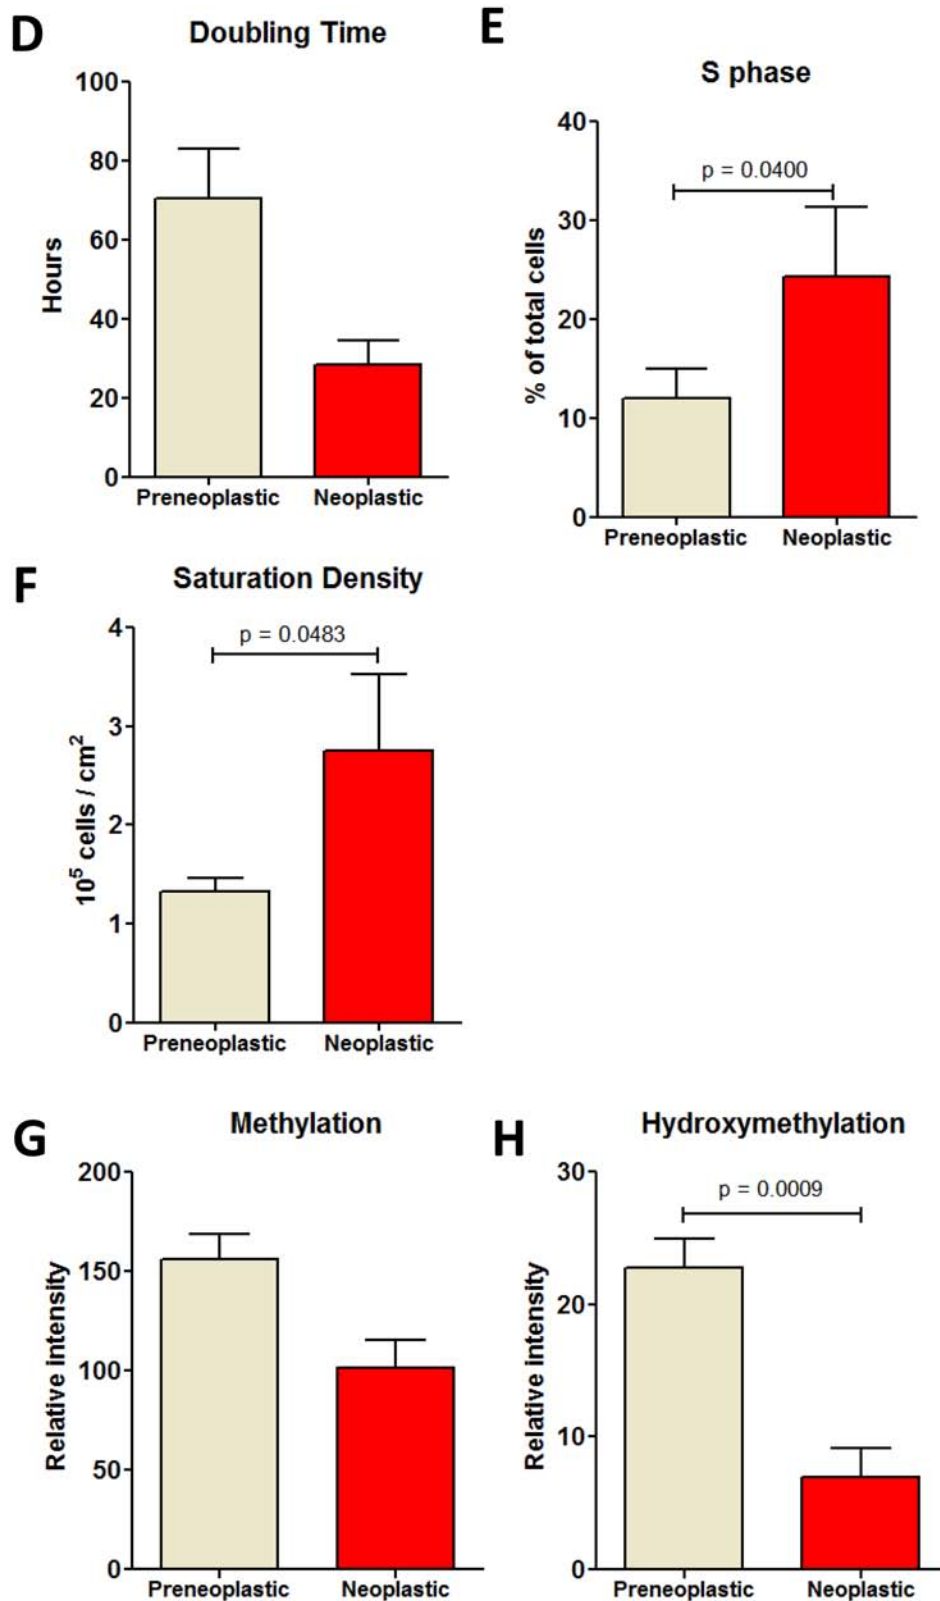 D
Doubling Time
Hours
100
80
60
40
20
0
Preneoplastic Neoplastic
E
S phase
% of total cells
40
30
20
10
0
p = 0.0400
Preneoplastic Neoplastic
F
Saturation Density
10⁵ cells / cm²
4
3
2
1
0
p = 0.0483
Preneoplastic Neoplastic
G
Methylation
Relative intensity
200
150
100
50
0
Preneoplastic Neoplastic
H
Hydroxymethylation
Relative intensity
30
20
10
0
p = 0.0009
Preneoplastic Neoplastic